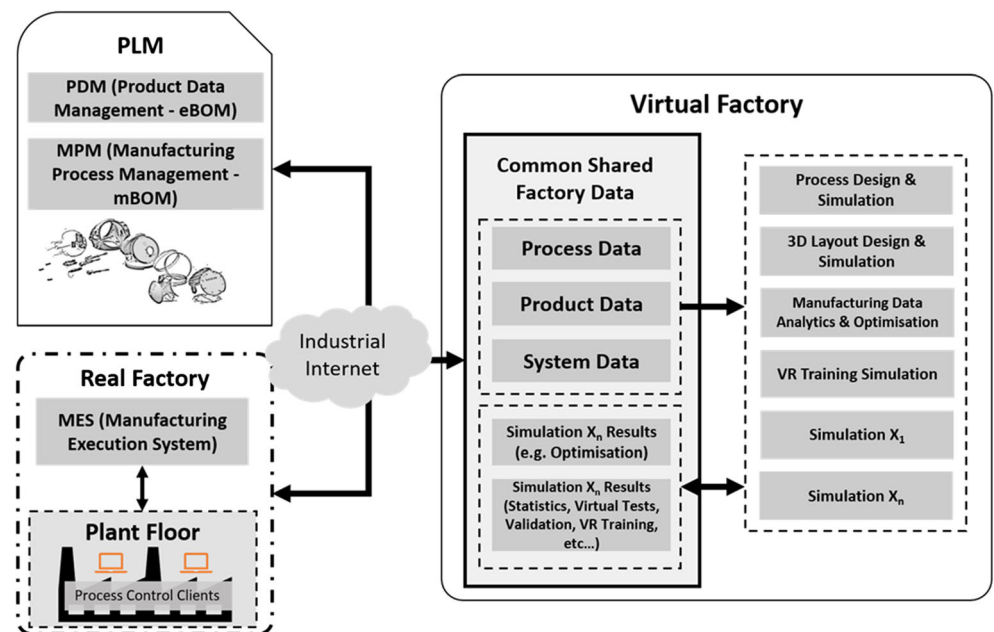 PLM
PDM (Product Data
Management - eBOM)
MPM (Manufacturing
Process Management -
mBOM)
Real Factory
MES (Manufacturing
Execution System)
Plant Floor
Process Control Clients
Industrial
Internet
Virtual Factory
Common Shared
Factory Data
Process Data
Product Data
System Data
Simulation Xn Results
(e.g. Optimisation)
Simulation Xn Results
(Statistics, Virtual Tests,
Validation, VR Training,
etc...)
Process Design &
Simulation
3D Layout Design &
Simulation
Manufacturing Data
Analytics & Optimisation
VR Training Simulation
Simulation X1
Simulation Xn